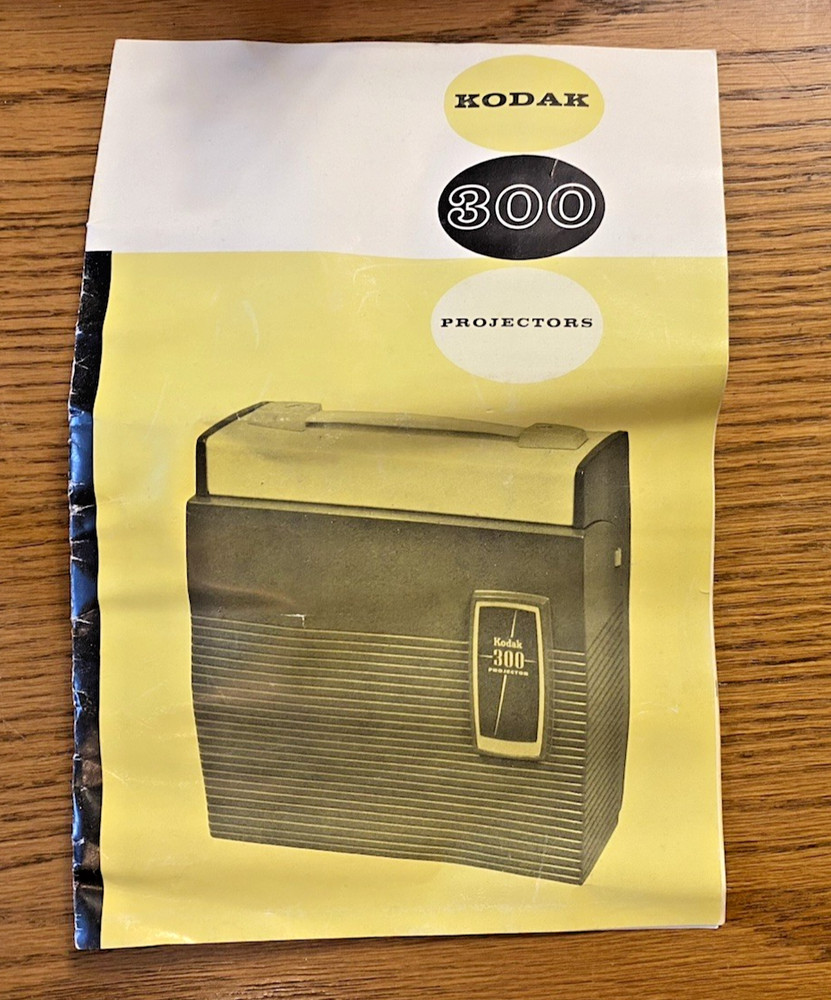 KODAK
300
PROJECTORS
Kodak
300
PROJECTOR